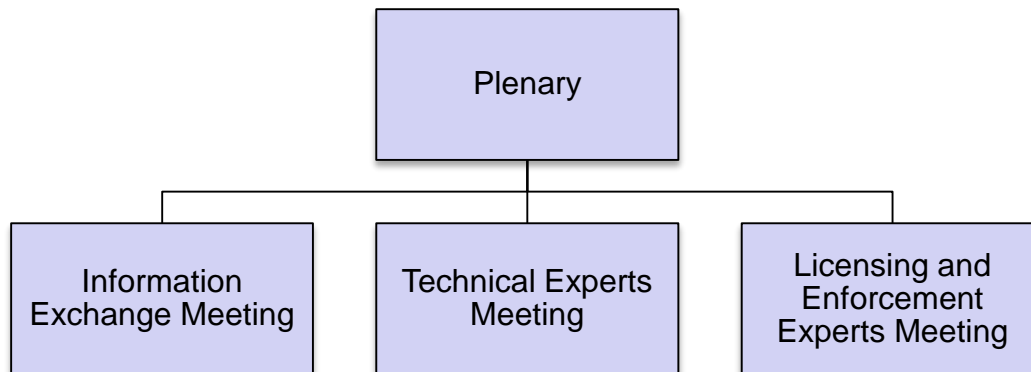 Plenary
Information
Exchange Meeting
Technical Experts
Meeting
Licensing and
Enforcement
Experts Meeting